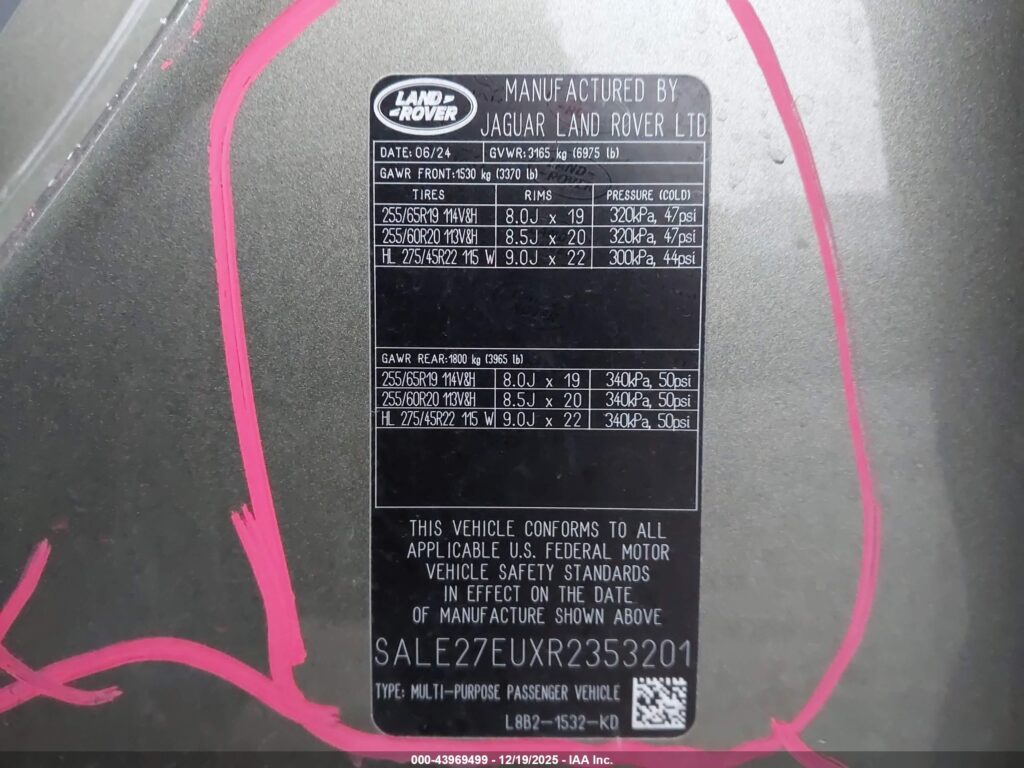 LAND ROVER
MANUFACTURED BY
JAGUAR LAND ROVER LTD
DATE: 06/24 GVWR: 3165 kg (6975 lb)
GAWR FRONT: 1530 kg (3370 lb)
TIRES RIMS PRESSURE (COLD)
255/65R19 114V&H 8.0J x 19 320kPa, 47psi
255/60R20 113V&H 8.5J x 20 320kPa, 47psi
HL 275/45R22 115 W 9.0J x 22 300kPa, 44psi
GAWR REAR: 1800 kg (3965 lb)
255/65R19 114V&H 8.0J x 19 340kPa, 50psi
255/60R20 113V&H 8.5J x 20 340kPa, 50psi
HL 275/45R22 115 W 9.0J x 22 340kPa, 50psi
THIS VEHICLE CONFORMS TO ALL
APPLICABLE U.S. FEDERAL MOTOR
VEHICLE SAFETY STANDARDS
IN EFFECT ON THE DATE
OF MANUFACTURE SHOWN ABOVE
SALE27EUXR2353201
TYPE: MULTI-PURPOSE PASSENGER VEHICLE
L8B2-1532-KD
000-43969499 - 12/19/2025 - IAA Inc.